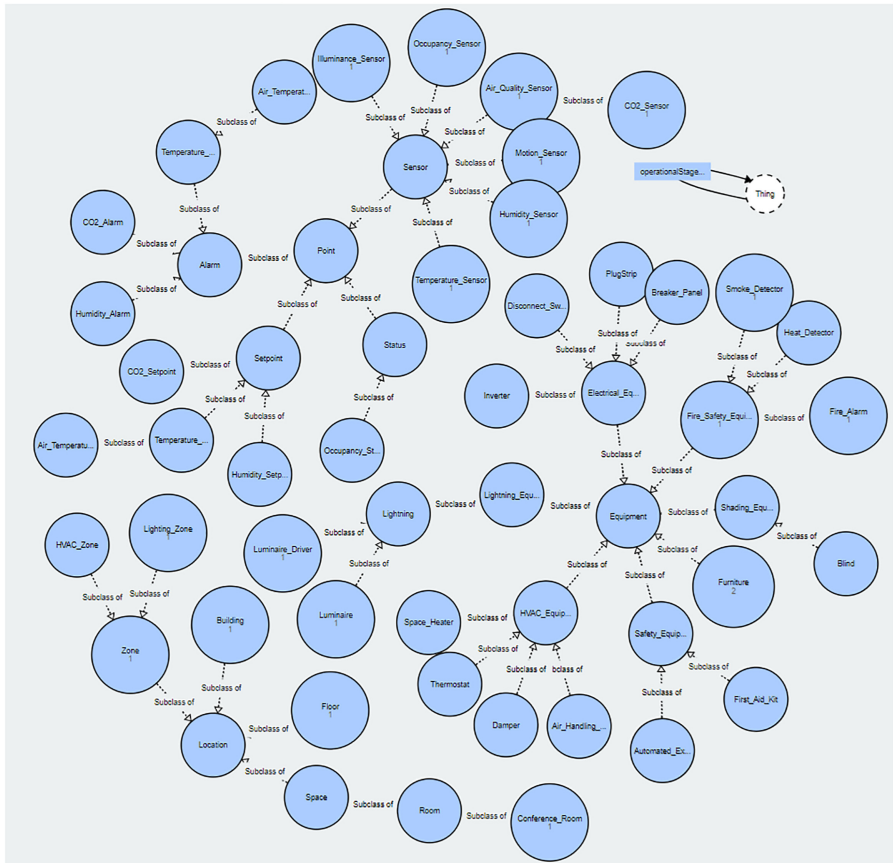 Occupancy_Sensor
1
Illuminance_Sensor
1
Air_Temperat...
Air_Quality_Sensor
1
Subclass of
CO2_Sensor
1
Subclass of
Subclass of
Subclass of
Subclass of
Temperature_...
Motion_Sensor
1
Sensor
Subclass of
operationalStage...
Thing
Subclass of
Subclass of
Subclass of
Humidity_Sensor
1
CO2_Alarm
Subclass of
Subclass of
Point
Alarm
Subclass of
Temperature_Sensor
1
PlugStrip
Breaker_Panel
Smoke_Detector
1
Subclass of
Humidity_Alarm
Subclass of
Subclass of
Disconnect_Sw...
Heat_Detector
Status
Subclass of
ubclass of
Subclass of
Subclass of
Subclass of
Setpoint
CO2_Setpoint
Subclass of
Inverter
Subclass of
Electrical_Eq...
Subclass of
Subclass of
Fire_Safety_Equi...
1
Subclass of
Fire_Alarm
1
Air_Temperatu...
Subclass of
Temperature_...
Subclass of
Occupancy_St...
Subclass of
Subclass of
Humidity_Setp...
Lightning_Equ...
Subclass of
Subclass of
Lightning
Equipment
Subclass of
Shading_Equ...
Lighting_Zone
1
HVAC_Zone
Subclass of
Luminaire_Driver
1
Subclass of
Subclass of
Blind
Subclass of
Subclass of
Furniture
2
Subclass of
Subclass of
Subclass of
Building
1
Luminaire
1
Space_Heater
Subclass of
HVAC_Equip...
Safety_Equip...
Zone
1
Subclass of
Subclass of
bclass of
Subclass of
Thermostat
Subclass of
Subclass of
Subclass of
First_Aid_Kit
Floor
1
Damper
Air_Handling_...
Subclass of
Location
Automated_Ex...
Subclass of
Space
Subclass of
Room
Subclass of
Conference_Room
1